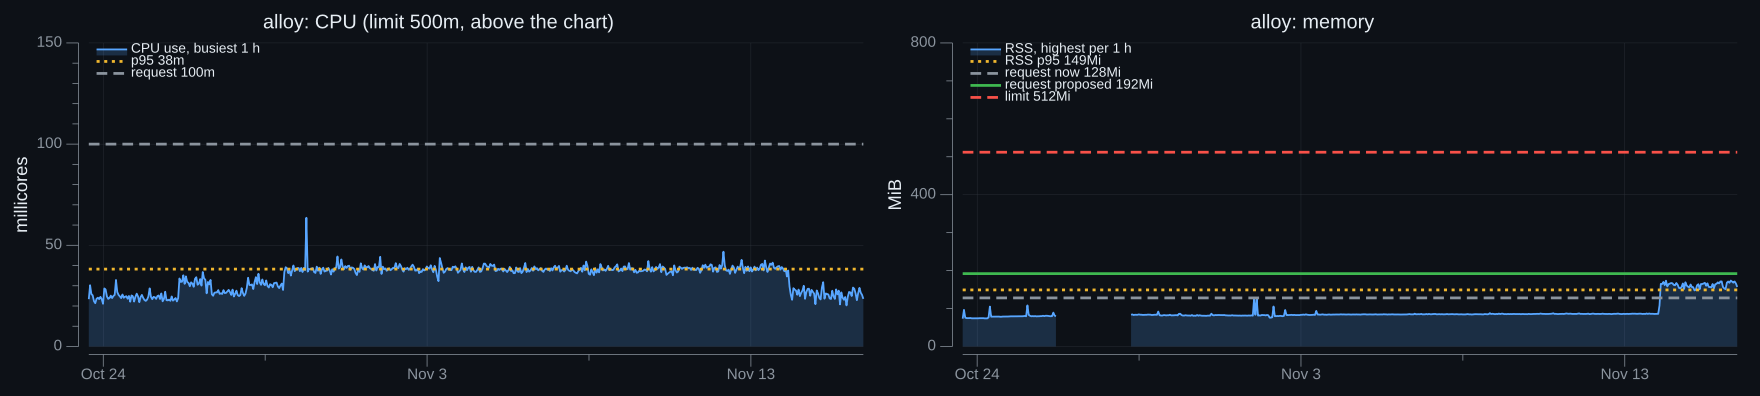 alloy: CPU (limit 500m, above the chart)
150
100
50
0
millicores
CPU use, busiest 1 h
p95 38m
request 100m
Oct 24
Nov 3
Nov 13
alloy: memory
800
400
0
MiB
RSS, highest per 1 h
RSS p95 149Mi
request now 128Mi
request proposed 192Mi
limit 512Mi
Oct 24
Nov 3
Nov 13